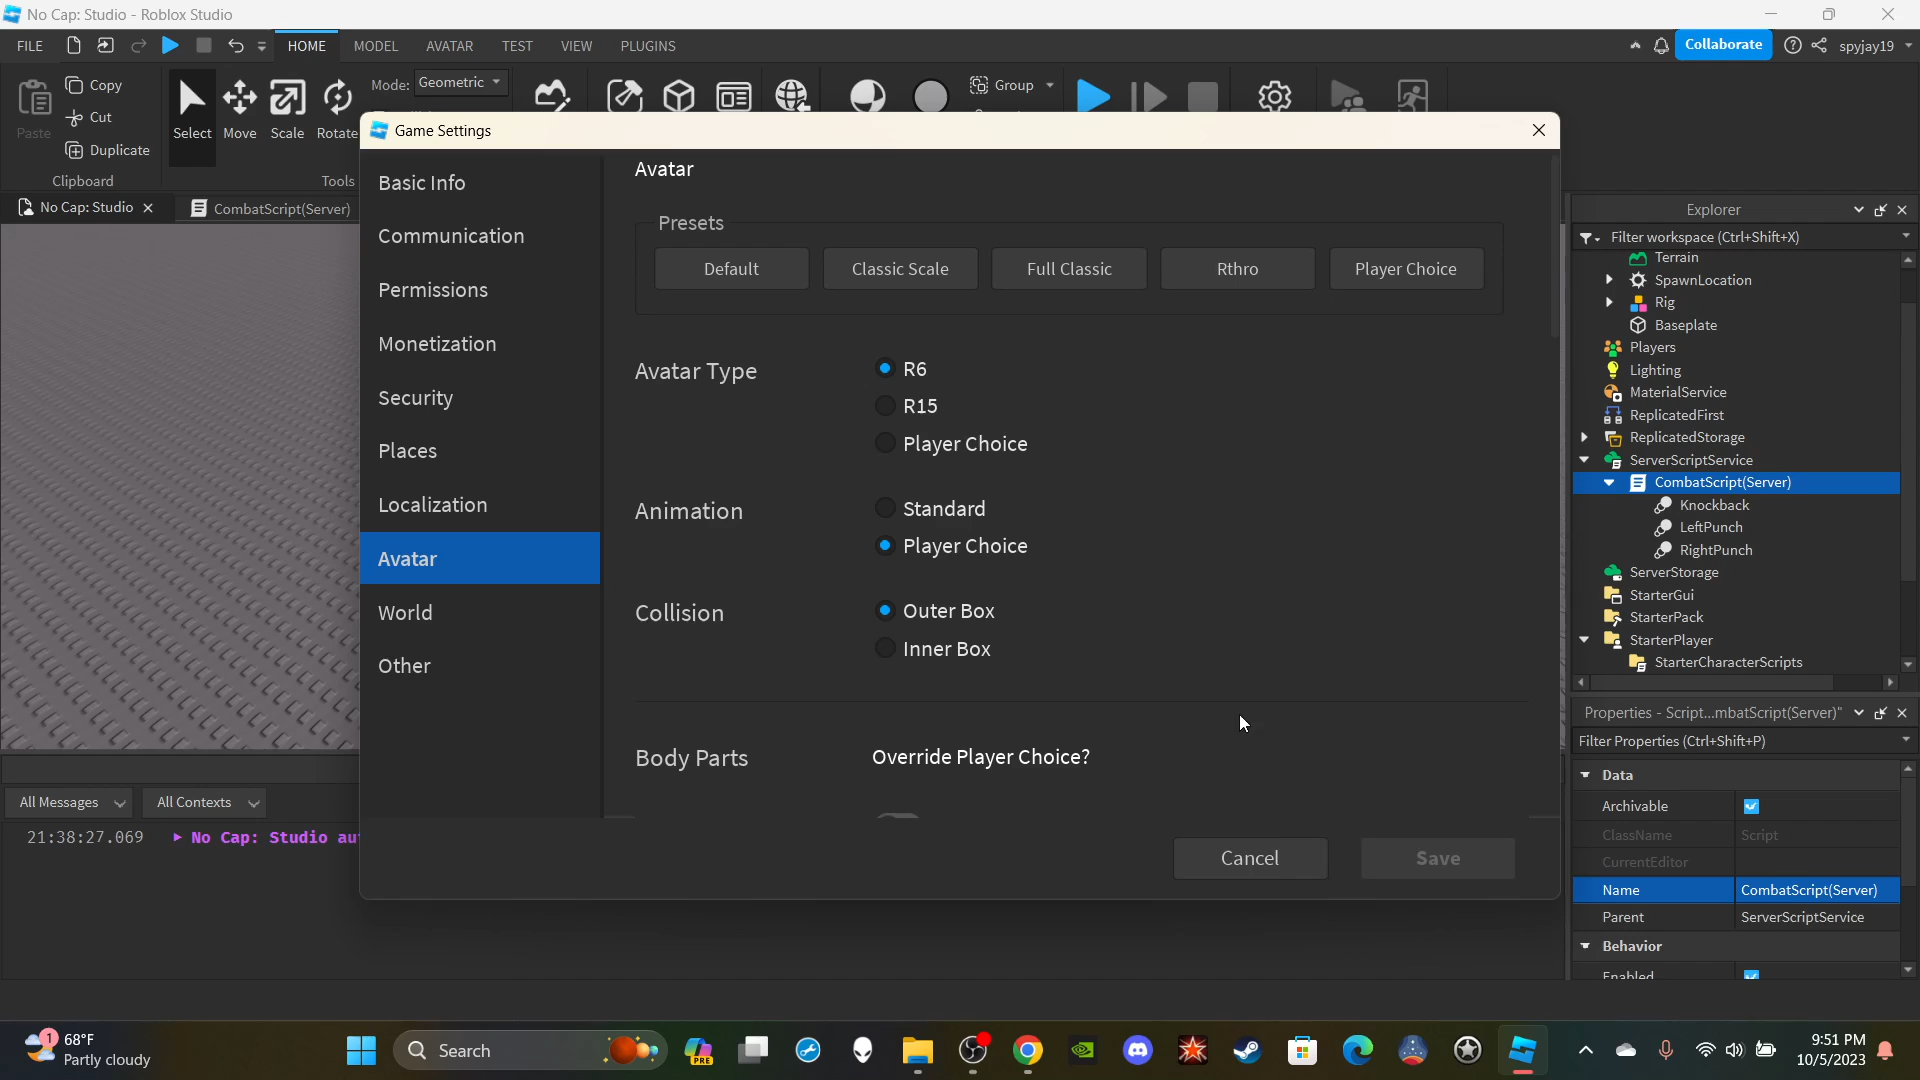 No Cap: Studio - Roblox Studio
FILE HOME MODEL AVATAR TEST VIEW PLUGINS Collaborate spyjay19
Paste Copy Cut Duplicate Clipboard
Select Move Scale Rotate Tools
Mode: Geometric
Group
No Cap: Studio CombatScript(Server)
Game Settings
Basic Info
Communication
Permissions
Monetization
Security
Places
Localization
Avatar
World
Other
Avatar
Presets
Default Classic Scale Full Classic Rthro Player Choice
Avatar Type R6
R15
Player Choice
Animation Standard
Player Choice
Collision Outer Box
Inner Box
Body Parts Override Player Choice?
Cancel Save
Explorer
Filter workspace (Ctrl+Shift+X)
Terrain
SpawnLocation
Rig
Baseplate
Players
Lighting
MaterialService
ReplicatedFirst
ReplicatedStorage
ServerScriptService
CombatScript(Server)
Knockback
LeftPunch
RightPunch
ServerStorage
StarterGui
StarterPack
StarterPlayer
StarterCharacterScripts
Properties - Script...mbatScript(Server)"
Filter Properties (Ctrl+Shift+P)
Data
Archivable
ClassName Script
CurrentEditor
Name CombatScript(Server)
Parent ServerScriptService
Behavior
Enabled
All Messages All Contexts
21:38:27.069 No Cap: Studio au
1
68°F
Partly cloudy
Search
PRE
9:51 PM
10/5/2023